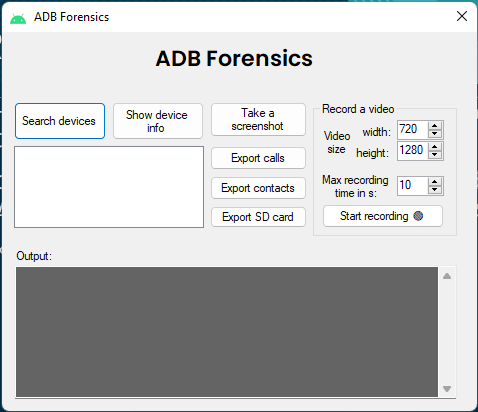 ADB Forensics
ADB Forensics
Search devices
Show device
info
Take a
screenshot
Export calls
Export contacts
Export SD card
Record a video
Video
size
width: 720
height: 1280
Max recording
time in s:
10
Start recording
Output: